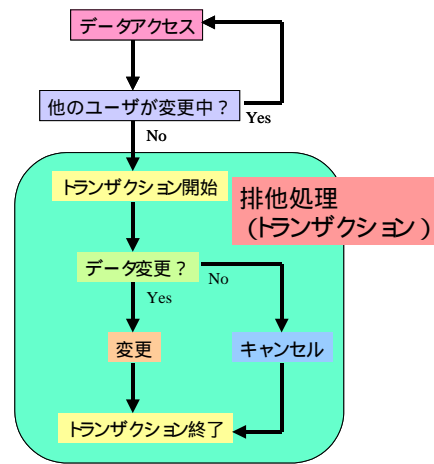 データアクセス
他のユーザが変更中？
Yes
No
トランザクション開始
排他処理
（トランザクション）
データ変更？
No
Yes
変更
キャンセル
トランザクション終了